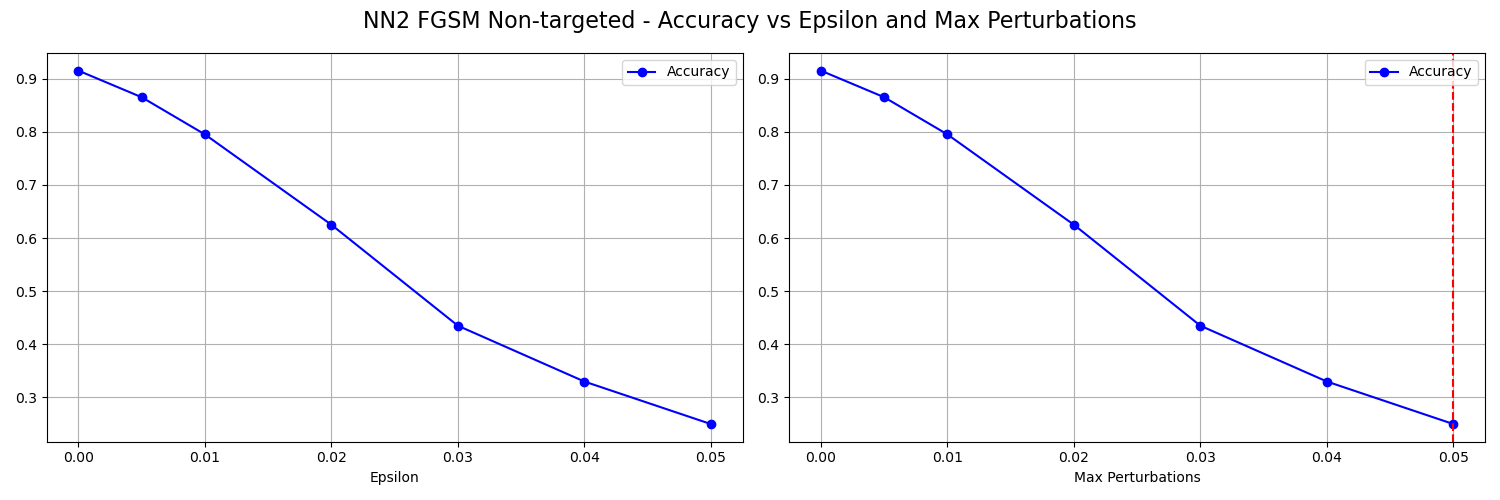 NN2 FGSM Non-targeted - Accuracy vs Epsilon and Max Perturbations
Accuracy
0.9
0.8
0.7
0.6
0.5
0.4
0.3
0.00 0.01 0.02 0.03 0.04 0.05
Epsilon
Accuracy
0.9
0.8
0.7
0.6
0.5
0.4
0.3
0.00 0.01 0.02 0.03 0.04 0.05
Max Perturbations